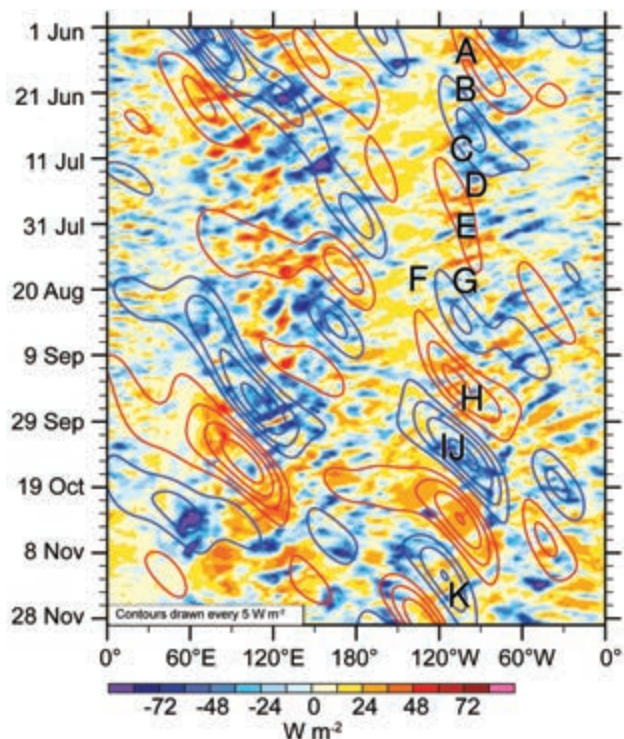 1 Jun
A
B
21 Jun
C
11 Jul
D
31 Jul
E
F
G
20 Aug
9 Sep
H
29 Sep
IJ
19 Oct
8 Nov
K
28 Nov
Contours drawn every 5 W m⁻²
0° 60°E 120°E 180° 120°W 60°W 0°
-72 -48 -24 0 24 48 72
W m⁻²